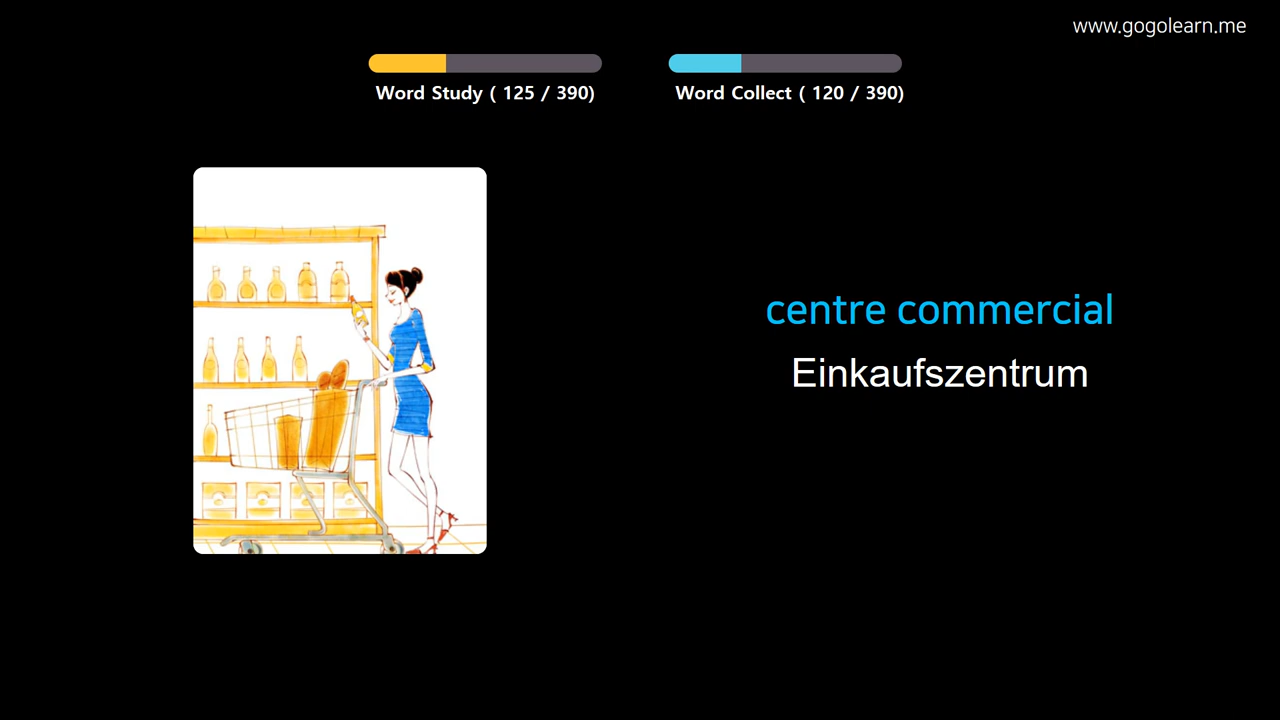 www.gogolearn.me
Word Study ( 125 / 390)
Word Collect ( 120 / 390)
centre commercial
Einkaufszentrum